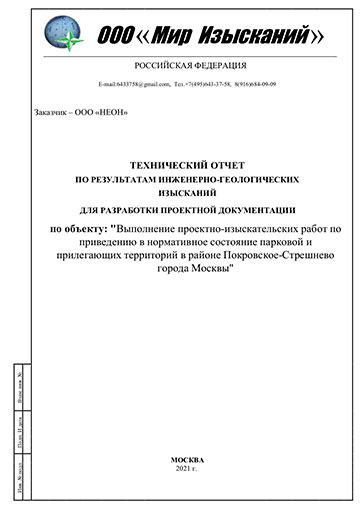 ООО «Мир Изысканий»
РОССИЙСКАЯ ФЕДЕРАЦИЯ
E-mail:6433758@gmail.com, Тел.+7(495)643-37-58, 8(916)684-09-09
Заказчик – ООО «НЕОН»
ТЕХНИЧЕСКИЙ ОТЧЕТ
ПО РЕЗУЛЬТАТАМ ИНЖЕНЕРНО-ГЕОЛОГИЧЕСКИХ
ИЗЫСКАНИЙ
ДЛЯ РАЗРАБОТКИ ПРОЕКТНОЙ ДОКУМЕНТАЦИИ
по объекту: "Выполнение проектно-изыскательских работ по
приведению в нормативное состояние парковой и
прилегающих территорий в районе Покровское-Стрешнево
города Москвы"
Взам. инв. №
Подп. И дата
Инв. № подл.
МОСКВА
2021 г.